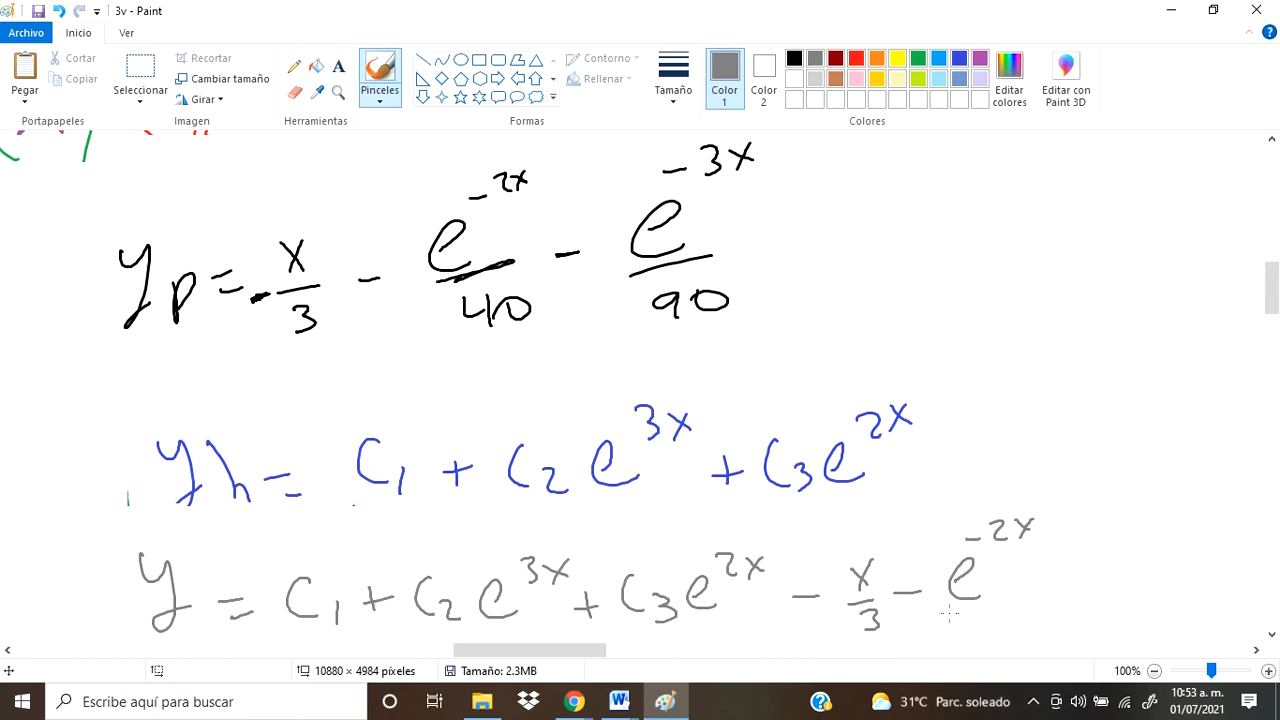 3v - Paint
Archivo Inicio Ver
Pegar Cortar Copiar Seleccionar Recortar Cambiar tamaño Girar Pinceles Contorno Rellenar Tamaño Color 1 Color 2 Editar colores Editar con Paint 3D
Portapapeles Imagen Herramientas Formas Colores
yp = -x/3 - e^-2x/40 - e^-3x/90
yh = C1 + C2e^3x + C3e^2x
y = C1 + C2e^3x + C3e^2x - x/3 - e^-2x
10880 × 4984 píxeles Tamaño: 2.3MB 100%
Escribe aquí para buscar 31°C Parc. soleado 10:53 a. m.
01/07/2021